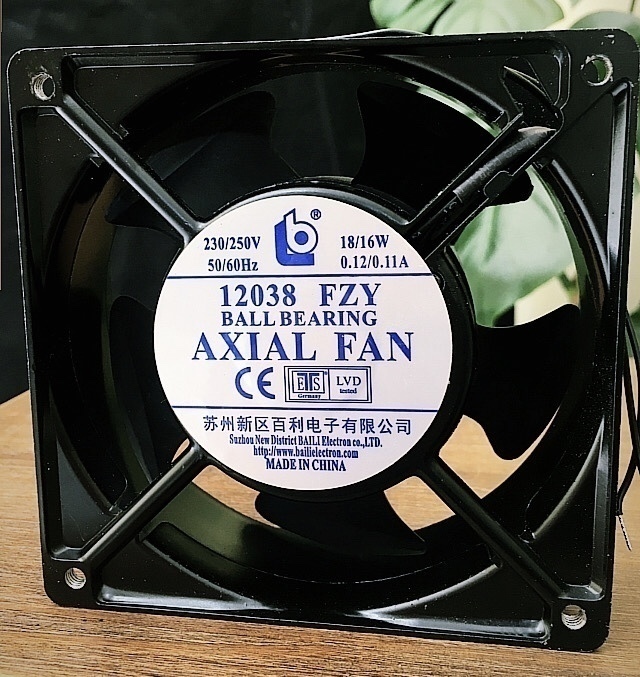 ®
230/250V 18/16W
50/60Hz 0.12/0.11A
12038 FZY
BALL BEARING
AXIAL FAN
CE ETS LVD
Germany tested
苏州新区百利电子有限公司
Suzhou New District BAILI Electron co.,LTD.
http://www.bailielectron.com
MADE IN CHINA